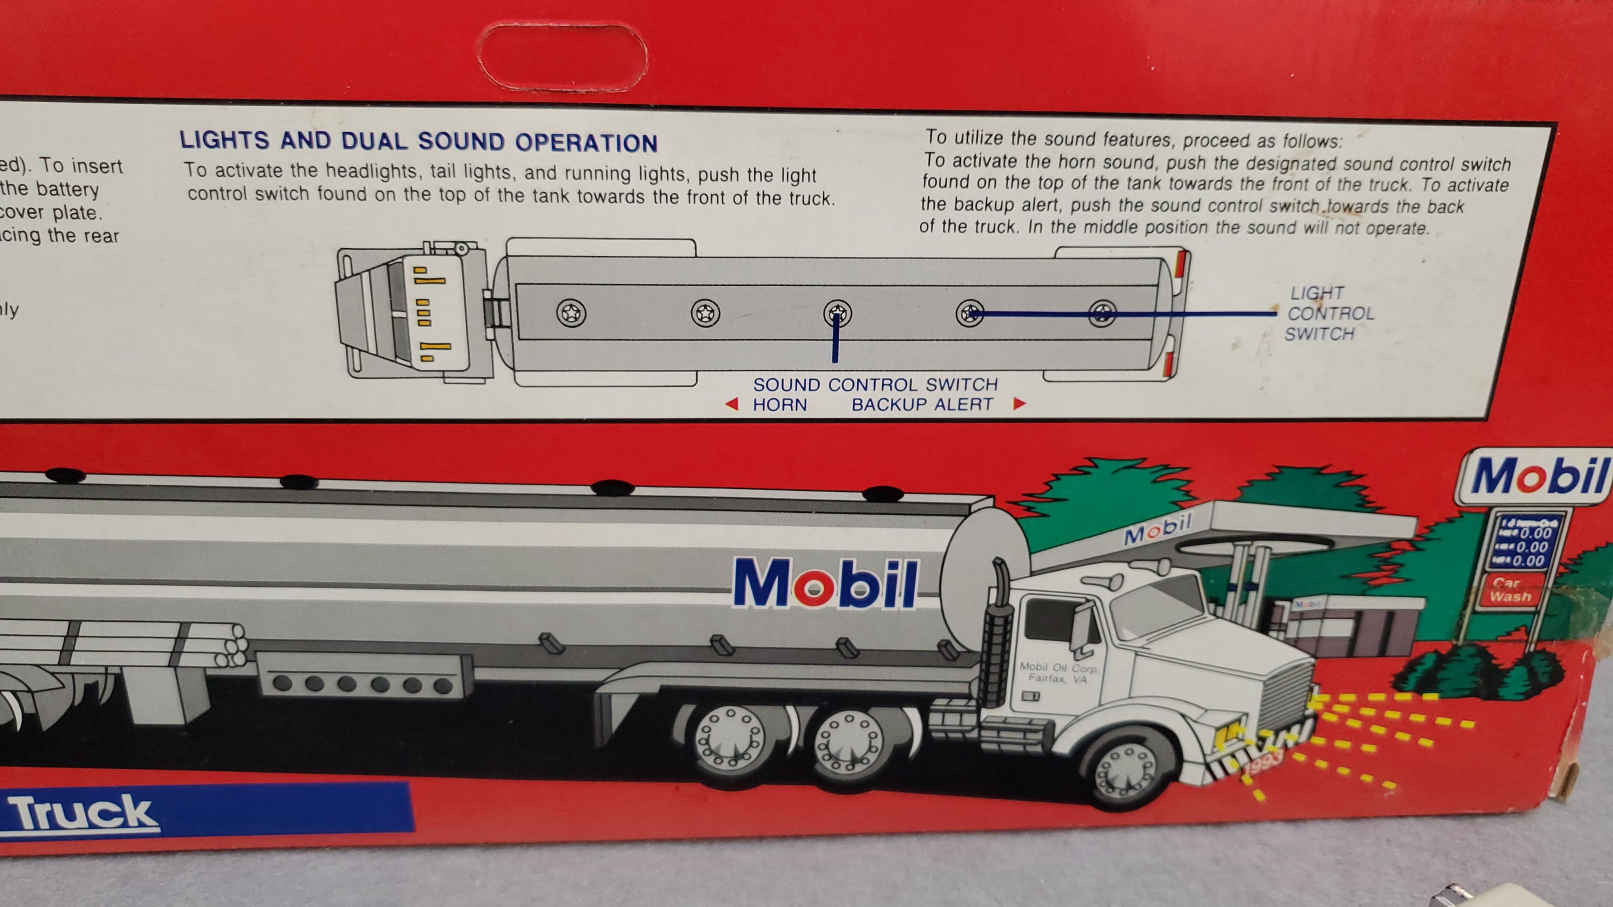 ed). To insert
the battery
cover plate.
cing the rear
nly
LIGHTS AND DUAL SOUND OPERATION
To activate the headlights, tail lights, and running lights, push the light
control switch found on the top of the tank towards the front of the truck.
To utilize the sound features, proceed as follows:
To activate the horn sound, push the designated sound control switch
found on the top of the tank towards the front of the truck. To activate
the backup alert, push the sound control switch towards the back
of the truck. In the middle position the sound will not operate.
LIGHT
CONTROL
SWITCH
SOUND CONTROL SWITCH
◄ HORN BACKUP ALERT ►
Mobil
Mobil
0.00
0.00
0.00
Car
Wash
Mobil
Mobil
Mobil Oil Corp.
Fairfax, VA
1993
Truck